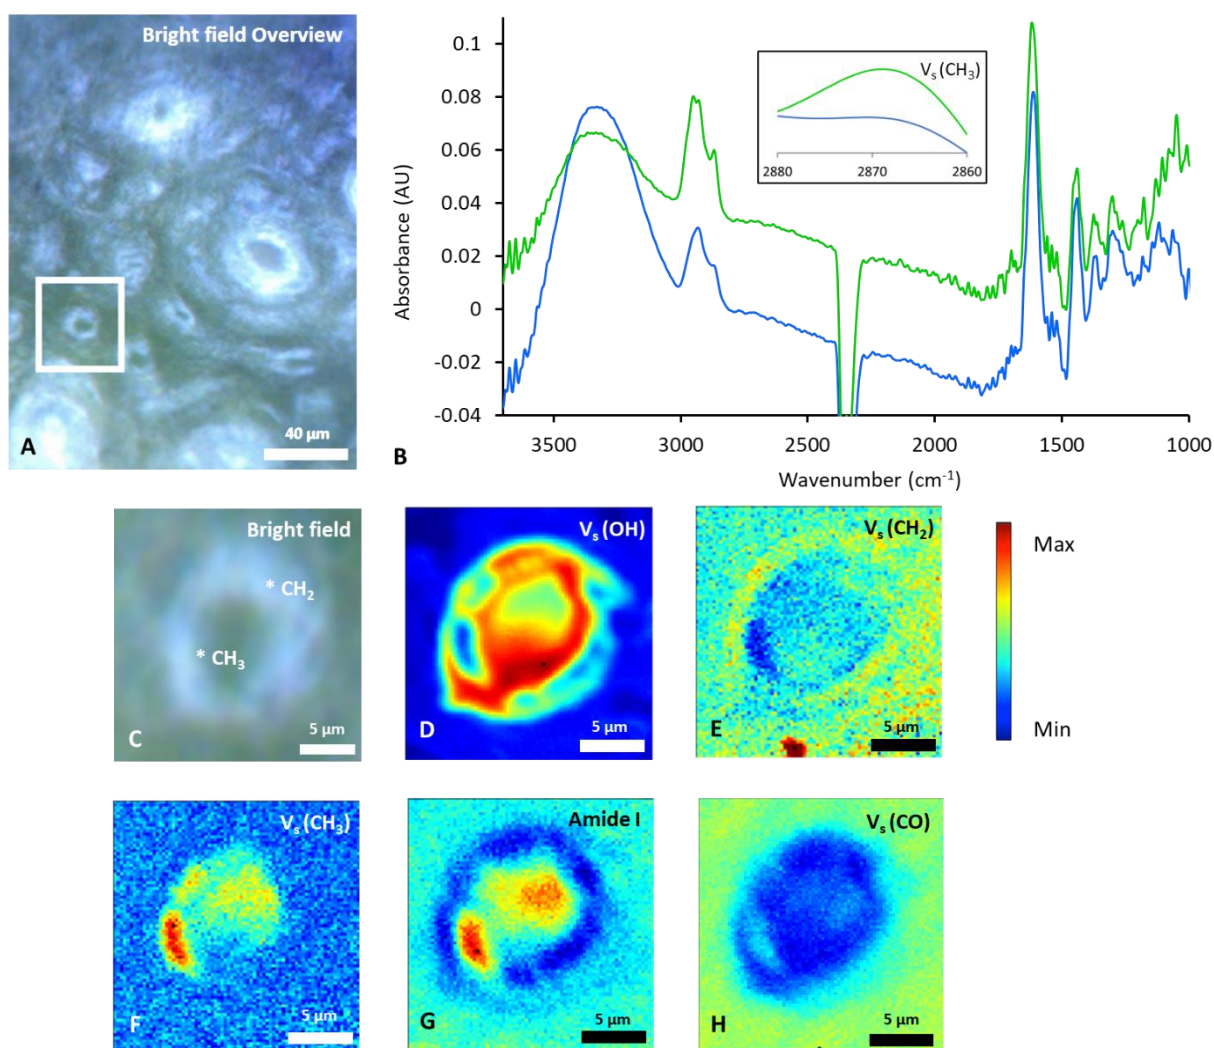 Bright field Overview
A
40 µm
0.1
0.08
0.06
0.04
0.02
0
-0.02
-0.04
Absorbance (AU)
Vs (CH3)
2880
2870
2860
3500
3000
2500
2000
1500
1000
B
Wavenumber (cm-1)
Bright field
* CH2
* CH3
C
5 µm
Vs (OH)
D
5 µm
Vs (CH2)
E
5 µm
Max
Min
Vs (CH3)
F
5 µm
Amide I
G
5 µm
Vs (CO)
H
5 µm